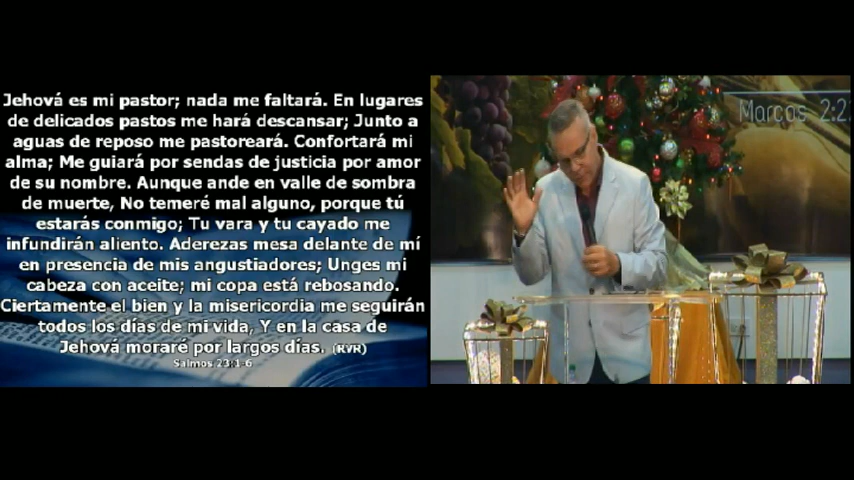 Jehová es mi pastor; nada me faltará. En lugares
de delicados pastos me hará descansar; Junto a
aguas de reposo me pastoreará. Confortará mi
alma; Me guiará por sendas de justicia por amor
de su nombre. Aunque ande en valle de sombra
de muerte, No temeré mal alguno, porque tú
estarás conmigo; Tu vara y tu cayado me
infundirán aliento. Aderezas mesa delante de mí
en presencia de mis angustiadores; Unges mi
cabeza con aceite; mi copa está rebosando.
Ciertamente el bien y la misericordia me seguirán
todos los días de mi vida, Y en la casa de
Jehová moraré por largos días. (RVR)
Salmos 23:1-6
Marcos 2:2